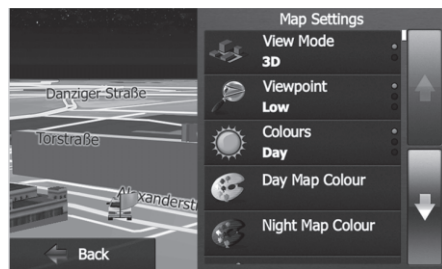 Map Settings
View Mode
3D
Viewpoint
Low
Colours
Day
Day Map Colour
Night Map Colour
Danziger Straße
Torstraße
Alexanderst
Back